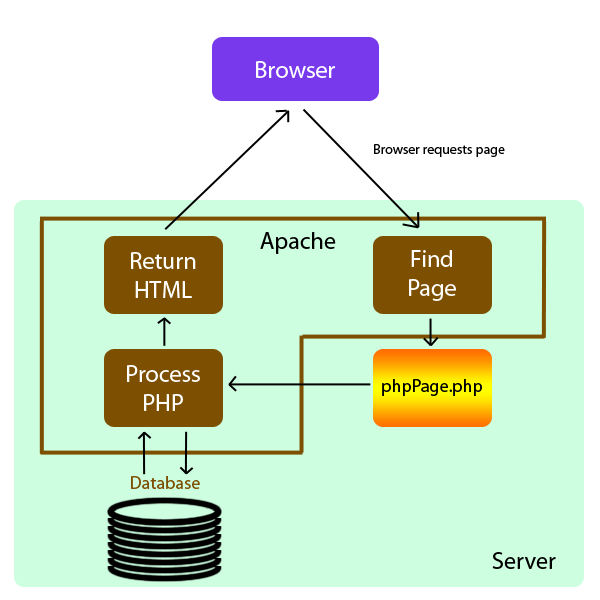 Browser
Browser requests page
Apache
Return
HTML
Find
Page
Process
PHP
phpPage.php
Database
Server